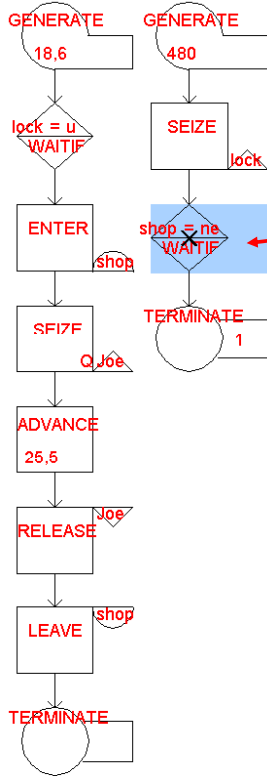 GENERATE
18,6
lock = u
WAITIF
ENTER
shop
SEIZE
QJoe
ADVANCE
25,5
Joe
RELEASE
shop
LEAVE
TERMINATE
GENERATE
480
SEIZE
lock
shop = ne
WAITIF
TERMINATE
1